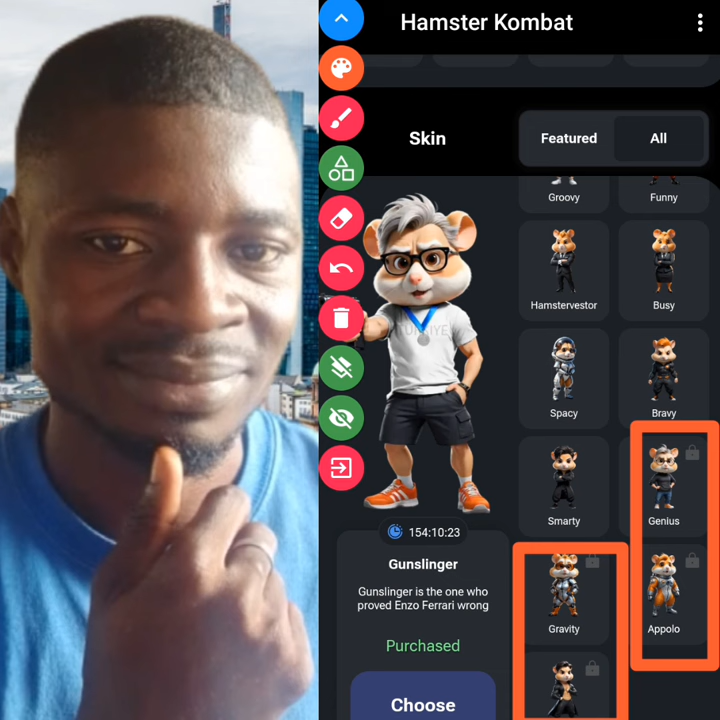 Hamster Kombat
Skin
Featured
All
Groovy
Funny
Hamstervestor
Busy
Spacy
Bravy
Smarty
Genius
154:10:23
Gunslinger
Gunslinger is the one who
proved Enzo Ferrari wrong
Purchased
Choose
Gravity
Appolo